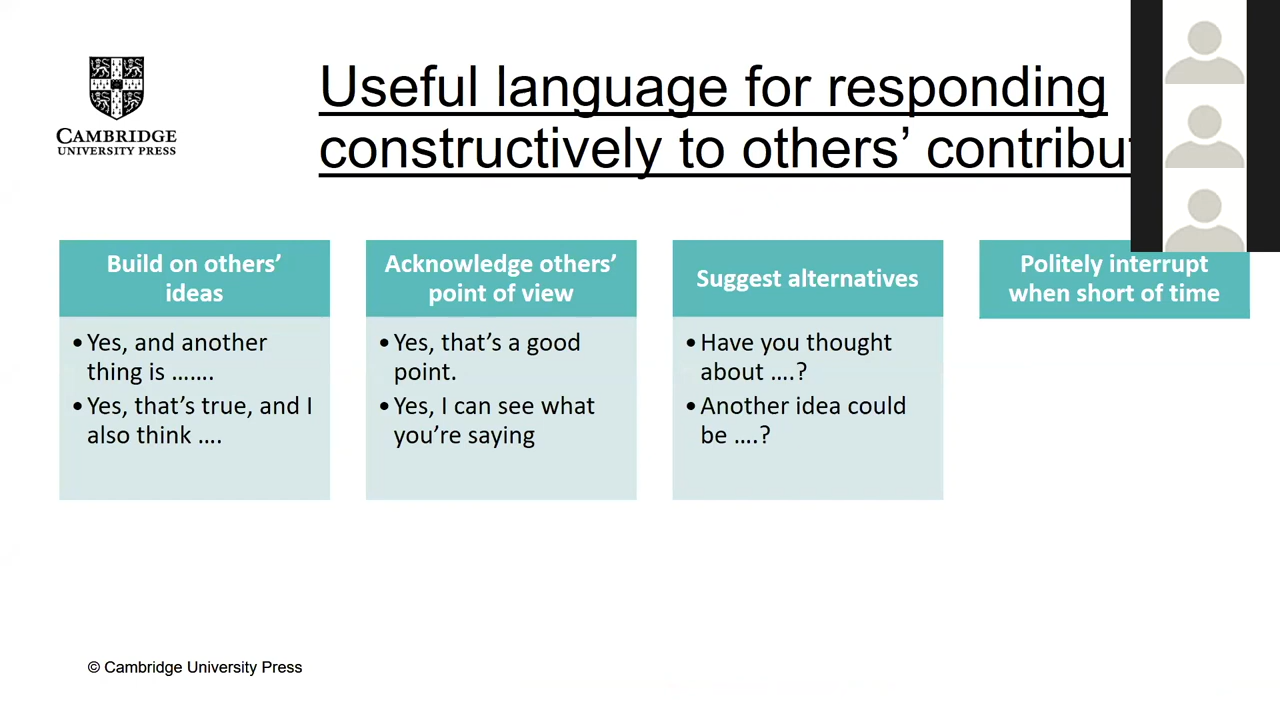 CAMBRIDGE
UNIVERSITY PRESS
Useful language for responding
constructively to others’ contribu
Build on others’
ideas
• Yes, and another
thing is …….
• Yes, that’s true, and I
also think ….
Acknowledge others’
point of view
• Yes, that’s a good
point.
• Yes, I can see what
you’re saying
Suggest alternatives
• Have you thought
about ….?
• Another idea could
be ….?
Politely interrupt
when short of time
© Cambridge University Press